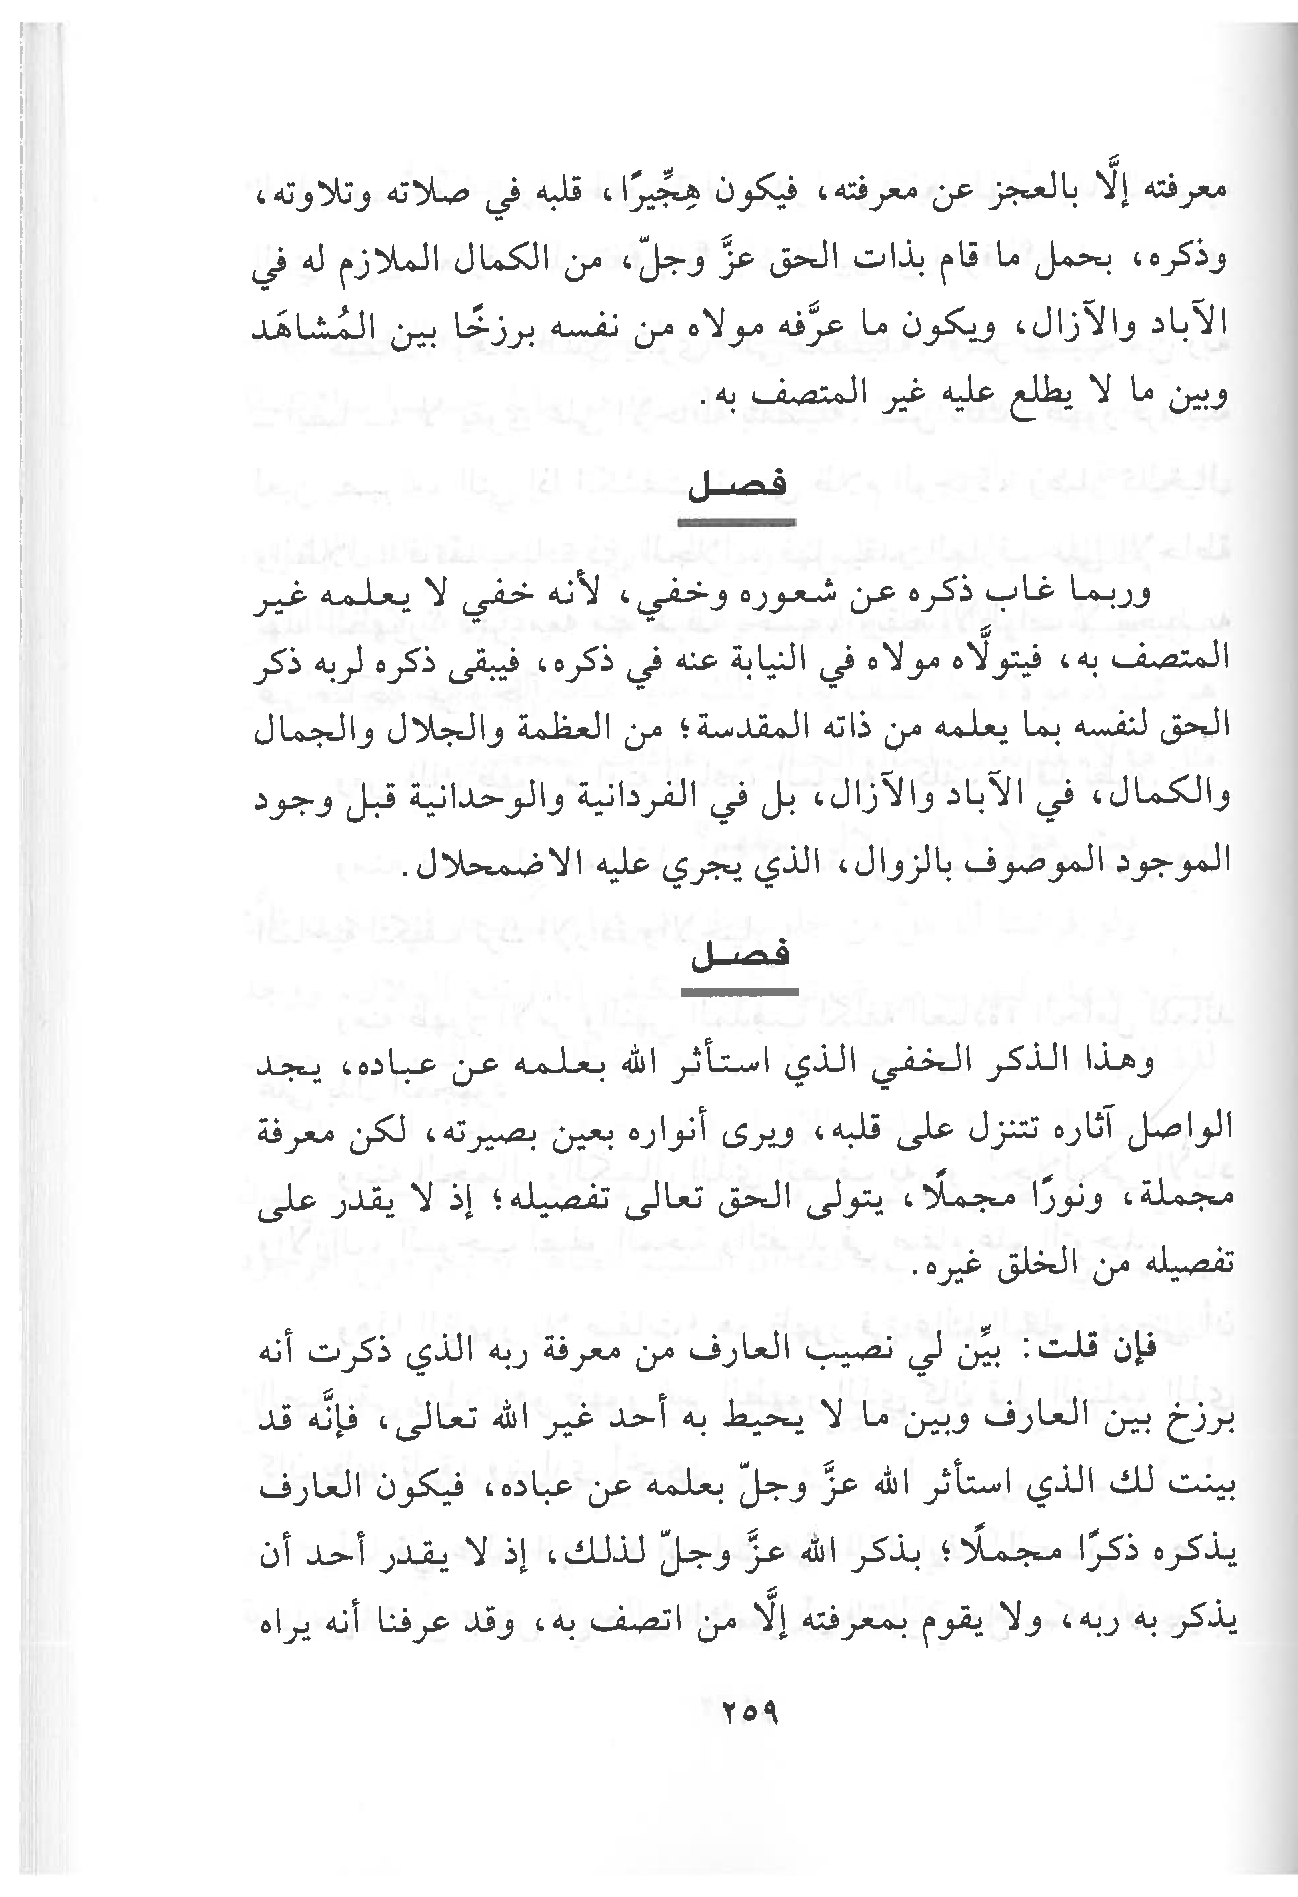 معرفته إلَّا بالعجز عن معرفته، فيكون هِجِّيرًا، قلبه في صلاته وتلاوته،
وذكره، بحمل ما قام بذات الحق عزَّ وجلّ، من الكمال الملازم له في
الآباد والآزال، ويكون ما عرَّفه مولاه من نفسه برزخًا بين المُشاهَد
وبين ما لا يطلع عليه غير المتصف به.
فصل
وربما غاب ذكره عن شعوره وخفي، لأنه خفي لا يعلمه غير
المتصف به، فيتولَّاه مولاه في النيابة عنه في ذكره، فيبقى ذكره لربه ذكر
الحق لنفسه بما يعلمه من ذاته المقدسة؛ من العظمة والجلال والجمال
والكمال، في الآباد والآزال، بل في الفردانية والوحدانية قبل وجود
الموجود الموصوف بالزوال، الذي يجري عليه الاضمحلال.
فصل
وهذا الذكر الخفي الذي استأثر الله بعلمه عن عباده، يجد
الواصل آثاره تتنزل على قلبه، ويرى أنواره بعين بصيرته، لكن معرفة
مجملة، ونورًا مجملًا، يتولى الحق تعالى تفصيله؛ إذ لا يقدر على
تفصيله من الخلق غيره.
فإن قلت: بيِّن لي نصيب العارف من معرفة ربه الذي ذكرت أنه
برزخ بين العارف وبين ما لا يحيط به أحد غير الله تعالى، فإنَّه قد
بينت لك الذي استأثر الله عزَّ وجلّ بعلمه عن عباده، فيكون العارف
يذكره ذكرًا مجملًا؛ بذكر الله عزَّ وجلّ لذلك، إذ لا يقدر أحد أن
يذكر به ربه، ولا يقوم بمعرفته إلَّا من اتصف به، وقد عرفنا أنه يراه
٢٥٩